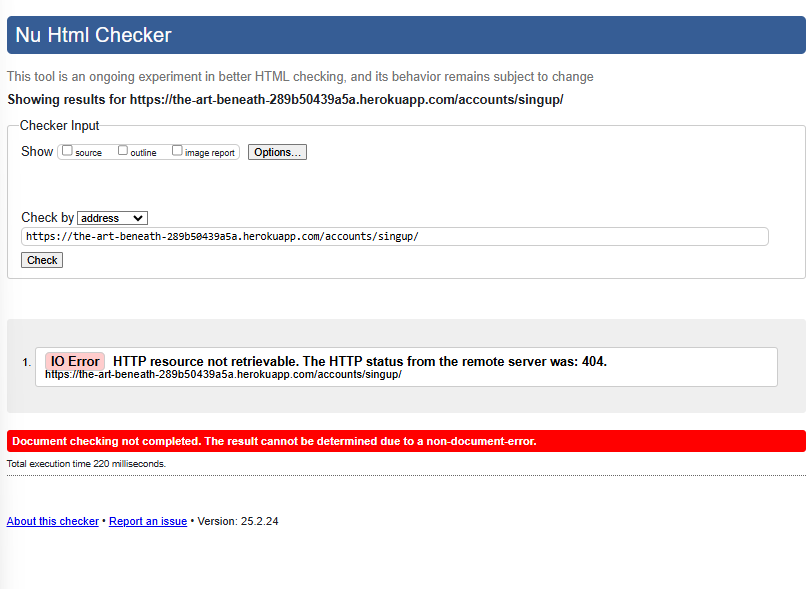 Nu Html Checker
This tool is an ongoing experiment in better HTML checking, and its behavior remains subject to change
Showing results for https://the-art-beneath-289b50439a5a.herokuapp.com/accounts/singup/
Checker Input
Show source outline image report Options...
Check by address
https://the-art-beneath-289b50439a5a.herokuapp.com/accounts/singup/
Check
1. IO Error HTTP resource not retrievable. The HTTP status from the remote server was: 404.
https://the-art-beneath-289b50439a5a.herokuapp.com/accounts/singup/
Document checking not completed. The result cannot be determined due to a non-document-error.
Total execution time 220 milliseconds.
About this checker • Report an issue • Version: 25.2.24